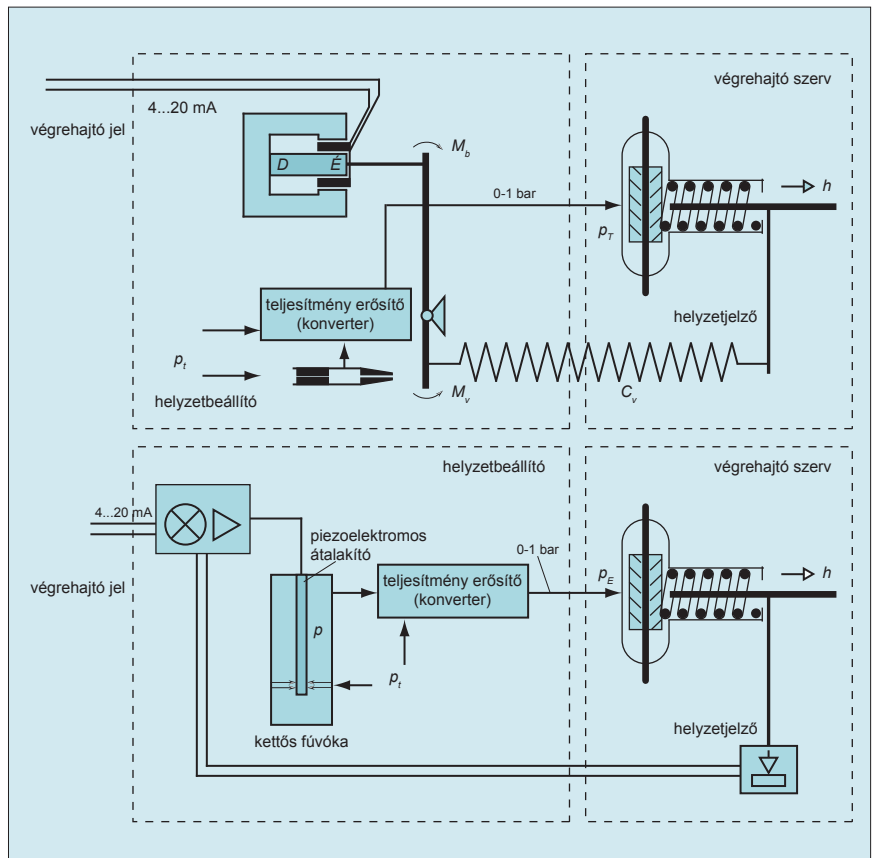 végrehajtó szerv
4...20 mA
végrehajtó jel
M_b
D
É
0-1 bar
h
p_T
teljesítmény erősítő
(konverter)
helyzetjelző
p_t
helyzetbeállító
M_v
C_v
helyzetbeállító
végrehajtó szerv
4...20 mA
piezoelektromos
átalakító
0-1 bar
p_E
h
végrehajtó jel
teljesítmény erősítő
(konverter)
p
p_t
kettős fúvóka
helyzetjelző